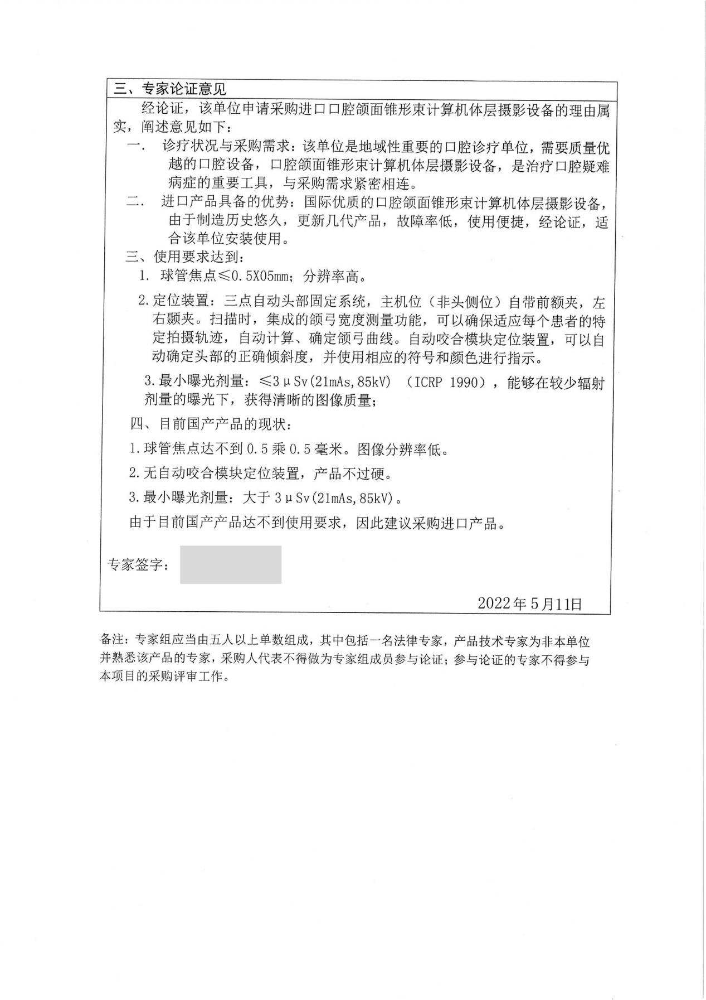 三、专家论证意见
经论证，该单位申请采购进口口腔颌面锥形束计算机体层摄影设备的理由属
实，阐述意见如下：
一． 诊疗状况与采购需求：该单位是地域性重要的口腔诊疗单位，需要质量优
越的口腔设备，口腔颌面锥形束计算机体层摄影设备，是治疗口腔疑难
病症的重要工具，与采购需求紧密相连。
二． 进口产品具备的优势：国际优质的口腔颌面锥形束计算机体层摄影设备，
由于制造历史悠久，更新几代产品，故障率低，使用便捷，经论证，适
合该单位安装使用。
三、使用要求达到：
1. 球管焦点≤0.5X05mm；分辨率高。
2.定位装置：三点自动头部固定系统，主机位（非头侧位）自带前额夹，左
右颞夹。扫描时，集成的颌弓宽度测量功能，可以确保适应每个患者的特
定拍摄轨迹，自动计算、确定颌弓曲线。自动咬合模块定位装置，可以自
动确定头部的正确倾斜度，并使用相应的符号和颜色进行指示。
3.最小曝光剂量：≤3μSv(21mAs,85kV) （ICRP 1990），能够在较少辐射
剂量的曝光下，获得清晰的图像质量；
四、目前国产产品的现状：
1.球管焦点达不到0.5乘0.5毫米。图像分辨率低。
2.无自动咬合模块定位装置，产品不过硬。
3.最小曝光剂量：大于3μSv(21mAs,85kV)。
由于目前国产产品达不到使用要求，因此建议采购进口产品。
专家签字：
2022年5月11日
备注：专家组应当由五人以上单数组成，其中包括一名法律专家，产品技术专家为非本单位
并熟悉该产品的专家，采购人代表不得做为专家组成员参与论证；参与论证的专家不得参与
本项目的采购评审工作。